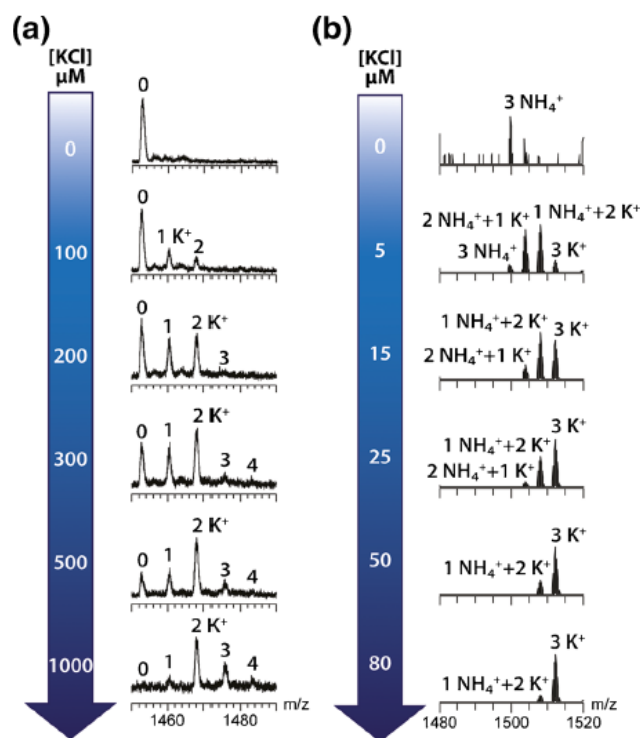 (a)
[KCl]
µM
0
0
100
0
1 K⁺
2
200
0
1
2 K⁺
3
300
0
1
2 K⁺
3
4
500
0
1
2 K⁺
3
4
1000
0
1
2 K⁺
3
4
1460
1480
m/z
(b)
[KCl]
µM
0
3 NH₄⁺
1480
1500
1520
5
2 NH₄⁺+1 K⁺
1 NH₄⁺+2 K⁺
3 NH₄⁺
3 K⁺
15
1 NH₄⁺+2 K⁺
3 K⁺
2 NH₄⁺+1 K⁺
25
3 K⁺
1 NH₄⁺+2 K⁺
2 NH₄⁺+1 K⁺
50
3 K⁺
1 NH₄⁺+2 K⁺
80
3 K⁺
1 NH₄⁺+2 K⁺
1480
1500
1520
m/z